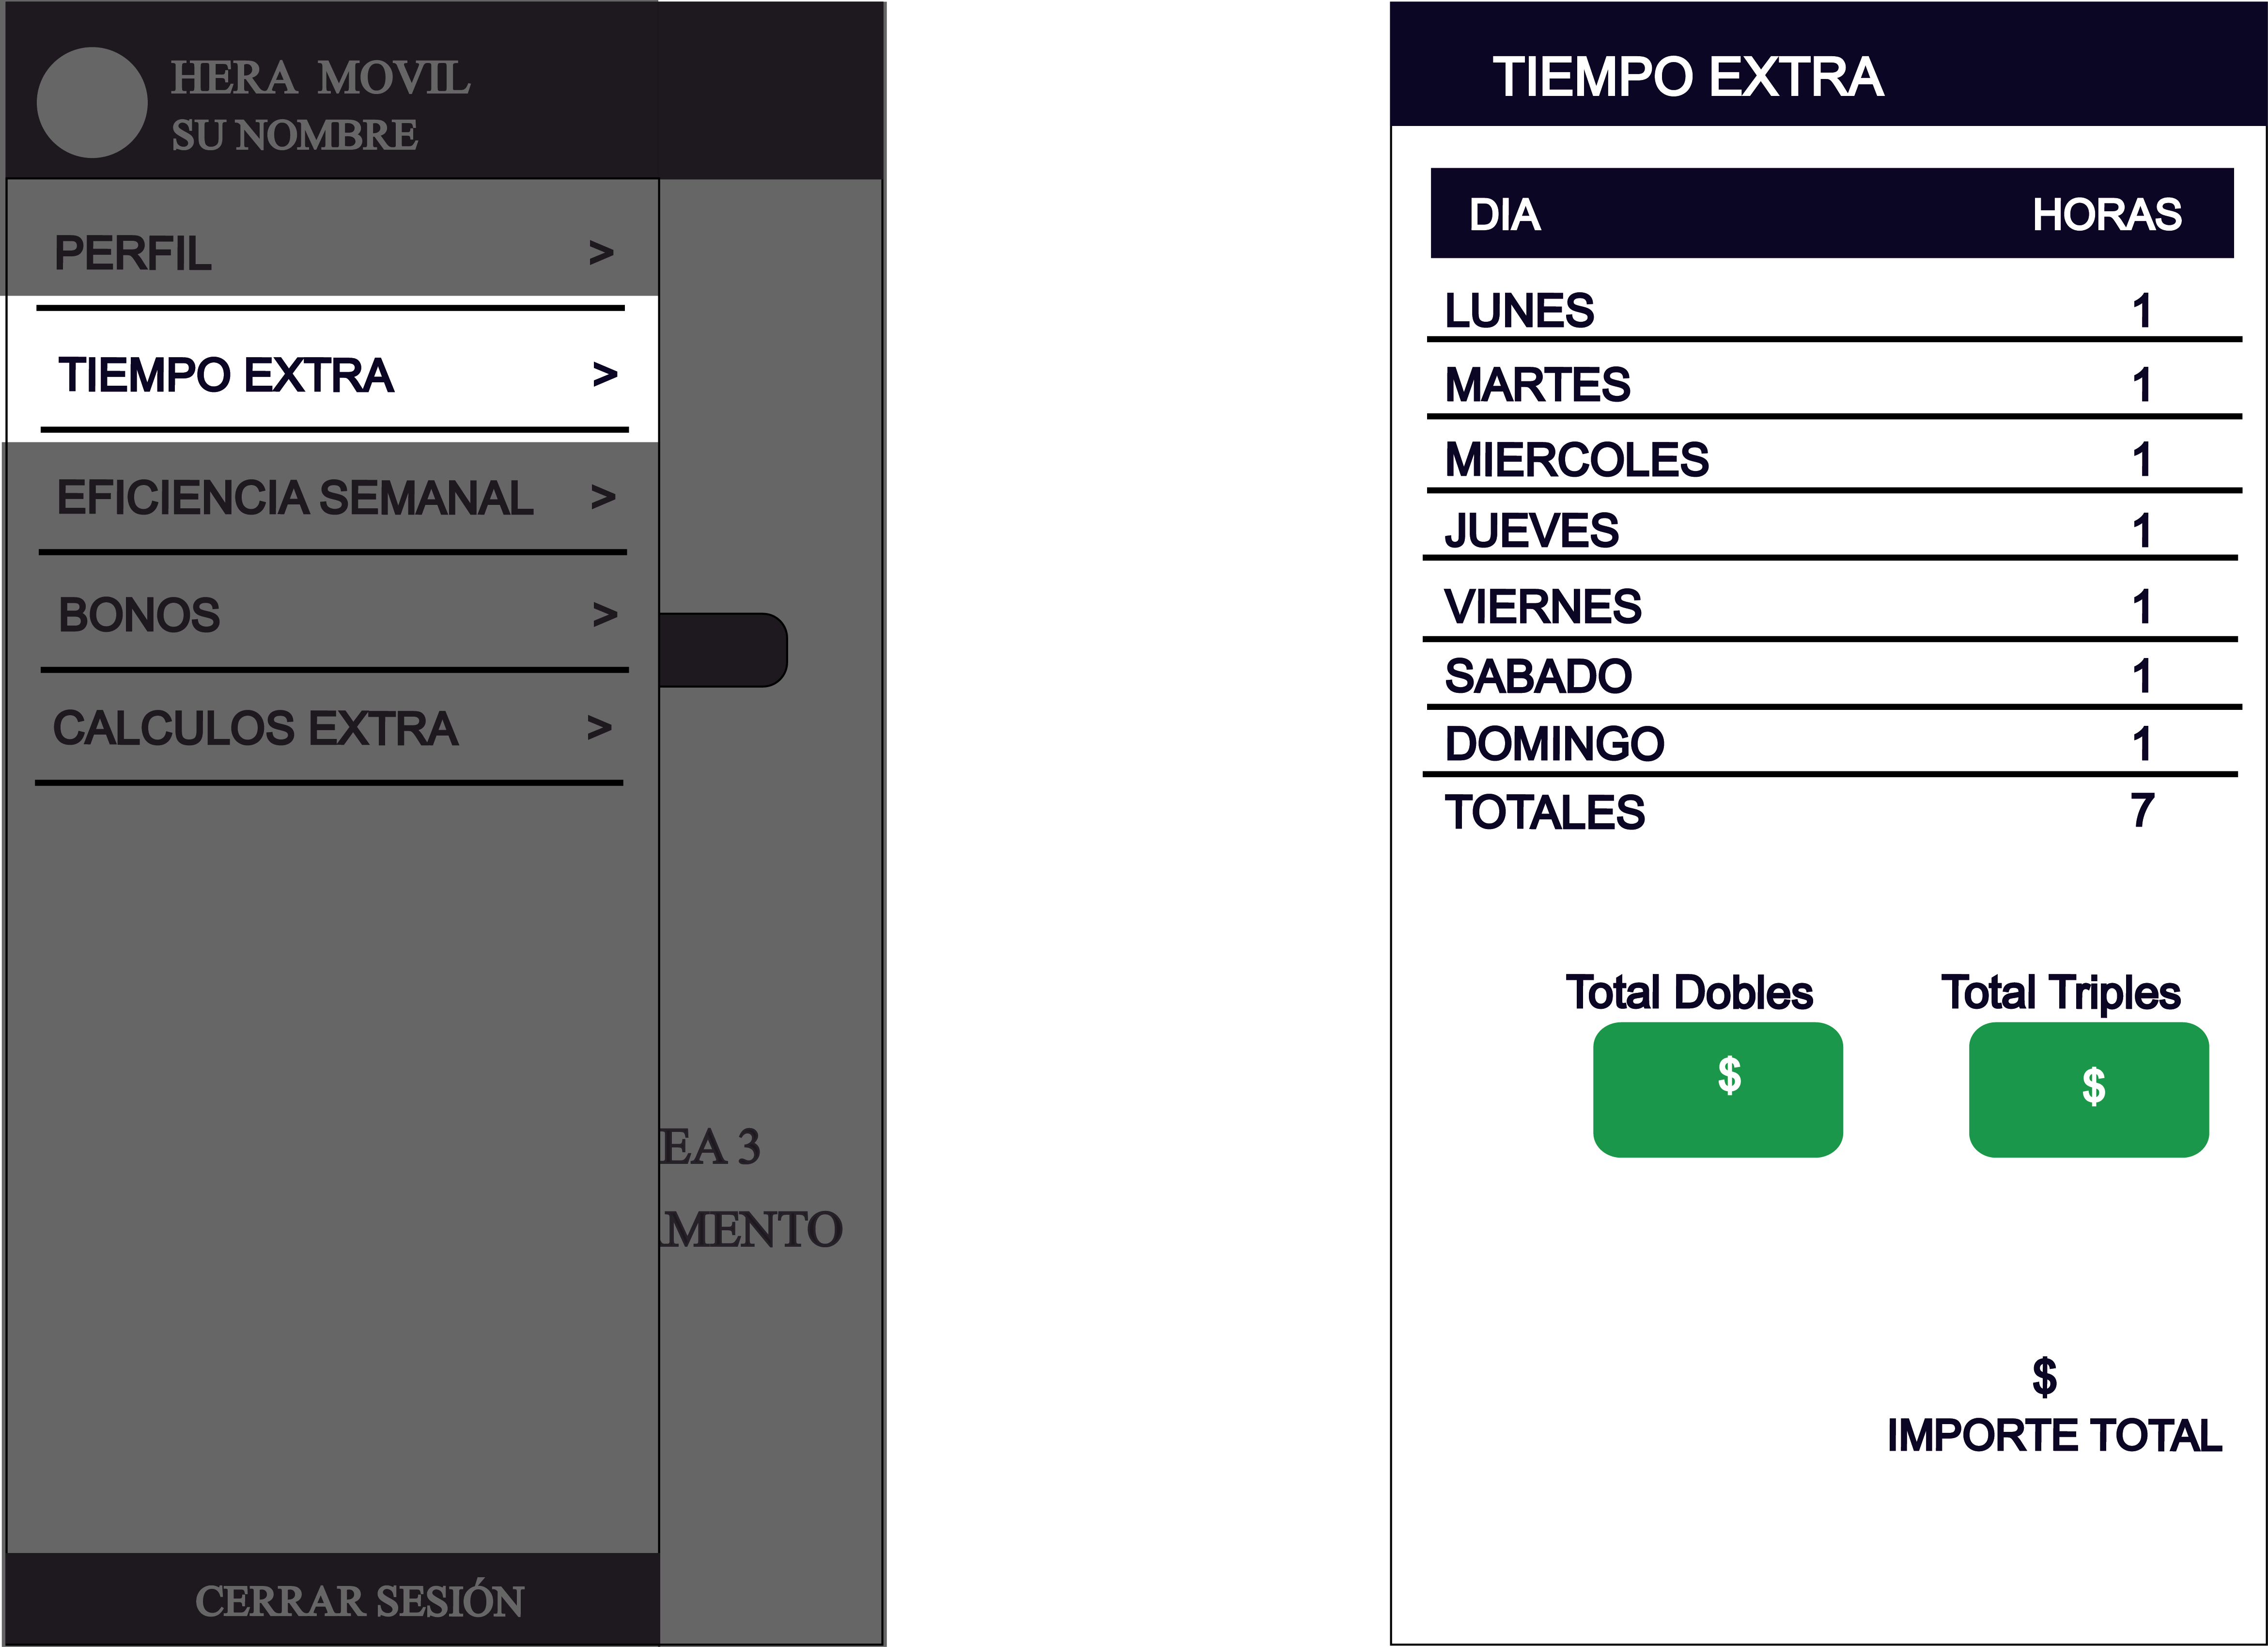 HERA MOVIL
SU NOMBRE
PERFIL >
TIEMPO EXTRA >
EFICIENCIA SEMANAL >
BONOS >
CALCULOS EXTRA >
EA 3
MENTO
CERRAR SESIÓN
TIEMPO EXTRA
DIA HORAS
LUNES 1
MARTES 1
MIERCOLES 1
JUEVES 1
VIERNES 1
SABADO 1
DOMINGO 1
TOTALES 7
Total Dobles Total Triples
$ $
$
IMPORTE TOTAL